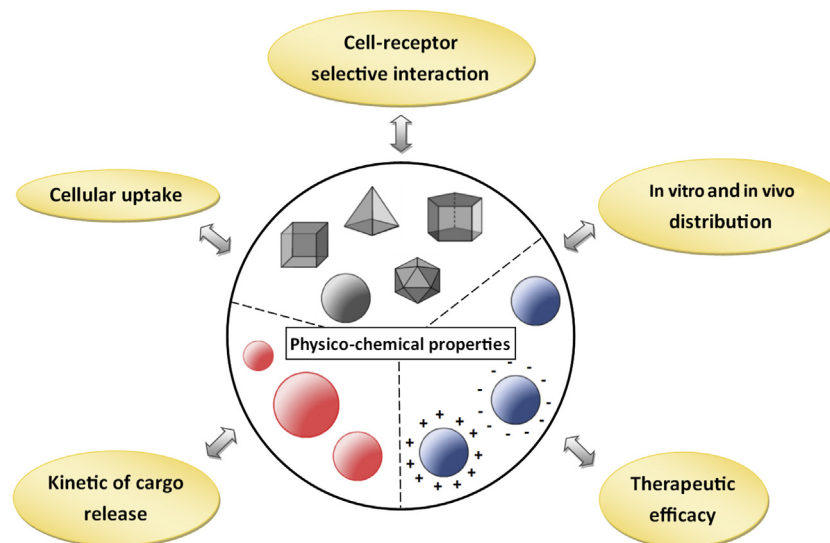 Cell-receptor
selective interaction
Cellular uptake
In vitro and in vivo
distribution
Physico-chemical properties
Kinetic of cargo
release
Therapeutic
efficacy